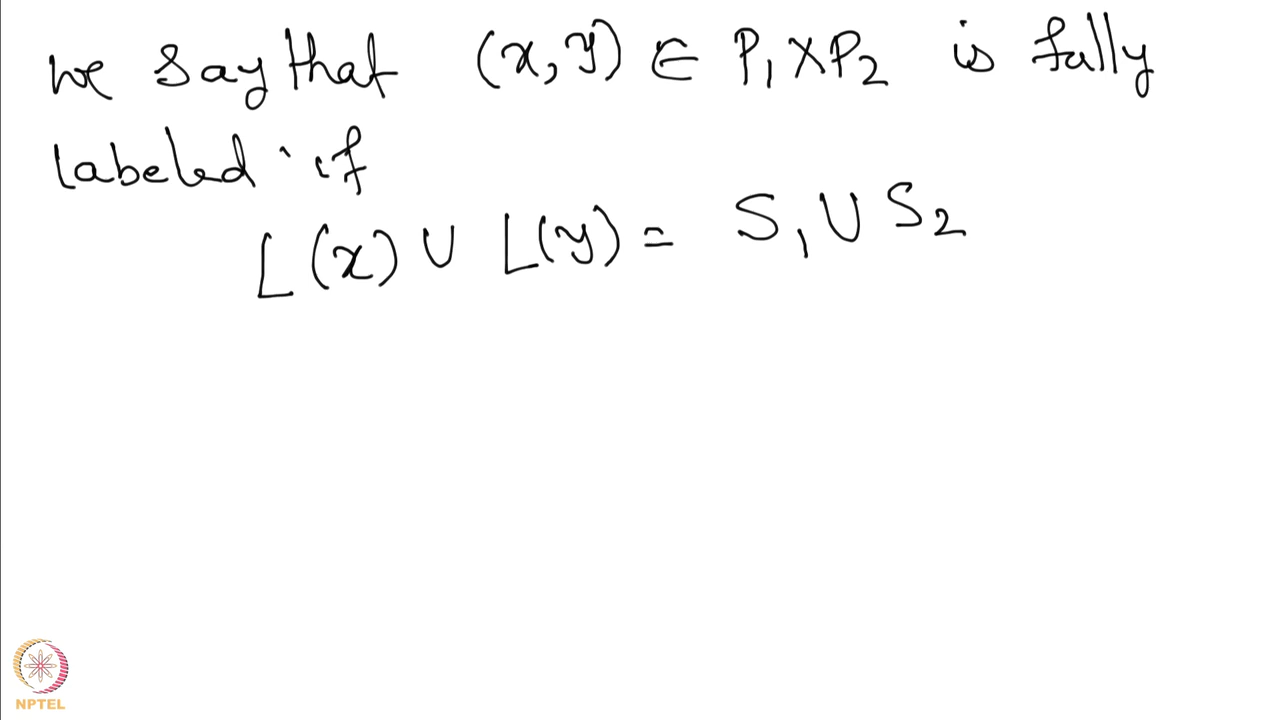 we say that (x, y) ∈ P₁ X P₂ is fully
labeled if
L(x) ∪ L(y) = S₁ ∪ S₂
NPTEL